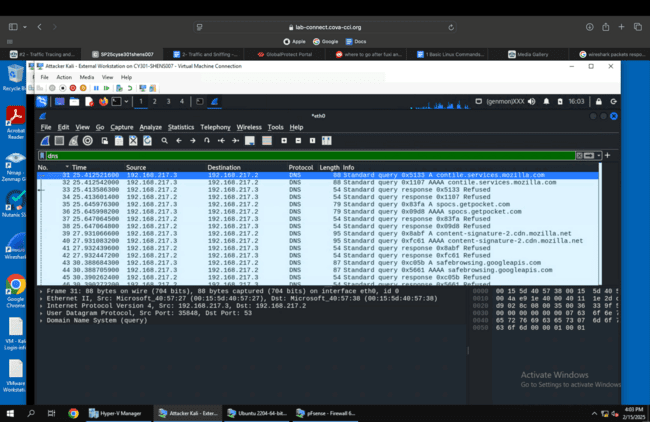 lab-connect.cova-cci.org
Apple Google Docs
#2 – Traffic Tracing and... SP25cyse301shens007 2- Traffic and Sniffing –... GlobalProtect Portal where to go after fusi an... 1 Basic Linux Command... Media Gallery wireshark packets respo...
Attacker Kali - External Workstation on CY301-SHENS007 - Virtual Machine Connection
File Action Media View Help
1 2 3 4
(genmon)XXX 16:03
*eth0
File Edit View Go Capture Analyze Statistics Telephony Wireless Tools Help
dns
No. Time Source Destination Protocol Length Info
31 25.412521600 192.168.217.3 192.168.217.2 DNS 88 Standard query 0x5133 A contile.services.mozilla.com
32 25.412542000 192.168.217.3 192.168.217.2 DNS 88 Standard query 0x1107 AAAA contile.services.mozilla.com
33 25.413586300 192.168.217.2 192.168.217.3 DNS 54 Standard query response 0x5133 Refused
34 25.413601400 192.168.217.2 192.168.217.3 DNS 54 Standard query response 0x1107 Refused
35 25.645976300 192.168.217.3 192.168.217.2 DNS 79 Standard query 0x83fa A spocs.getpocket.com
36 25.645990200 192.168.217.3 192.168.217.2 DNS 79 Standard query 0x09d8 AAAA spocs.getpocket.com
37 25.647064500 192.168.217.2 192.168.217.3 DNS 54 Standard query response 0x83fa Refused
38 25.647064800 192.168.217.2 192.168.217.3 DNS 54 Standard query response 0x09d8 Refused
39 27.931966600 192.168.217.3 192.168.217.2 DNS 95 Standard query 0x8abf A content-signature-2.cdn.mozilla.net
40 27.931983200 192.168.217.3 192.168.217.2 DNS 95 Standard query 0xfc61 AAAA content-signature-2.cdn.mozilla.net
41 27.932439600 192.168.217.2 192.168.217.3 DNS 54 Standard query response 0x8abf Refused
42 27.932447200 192.168.217.2 192.168.217.3 DNS 54 Standard query response 0xfc61 Refused
43 30.388684300 192.168.217.3 192.168.217.2 DNS 87 Standard query 0xc05b A safebrowsing.googleapis.com
44 30.388705900 192.168.217.3 192.168.217.2 DNS 87 Standard query 0x5661 AAAA safebrowsing.googleapis.com
45 30.390262400 192.168.217.2 192.168.217.3 DNS 54 Standard query response 0xc05b Refused
Frame 31: 88 bytes on wire (704 bits), 88 bytes captured (704 bits) on interface eth0, id 0
Ethernet II, Src: Microsoft_40:57:27 (00:15:5d:40:57:27), Dst: Microsoft_40:57:38 (00:15:5d:40:57:38)
Internet Protocol Version 4, Src: 192.168.217.3, Dst: 192.168.217.2
User Datagram Protocol, Src Port: 35848, Dst Port: 53
Domain Name System (query)
0000 00 15 5d 40 57 38 00 15 5d 40 5
0010 00 4a e9 1e 40 00 40 11 1e 2d
0020 d9 02 8c 08 00 35 00 36 33 9f
0030 00 00 00 00 00 00 07 63 6f 6e 7
0040 65 72 76 69 63 65 73 07 6d 6f 7
0050 63 6f 6d 00 00 01 00 01
Acrobat
Reader
Nmap -
Zenmap
Nutanix
Wireshark
Google
Chrome
VM - Kali
Login info
VMware
Workstat...
Activate Windows
Go to Settings to activate Windows
Hyper-V Manager Attacker Kali - Exter... Ubuntu 2204-64-bit... pfSense - Firewall 6...
4:03 PM
2/15/2025